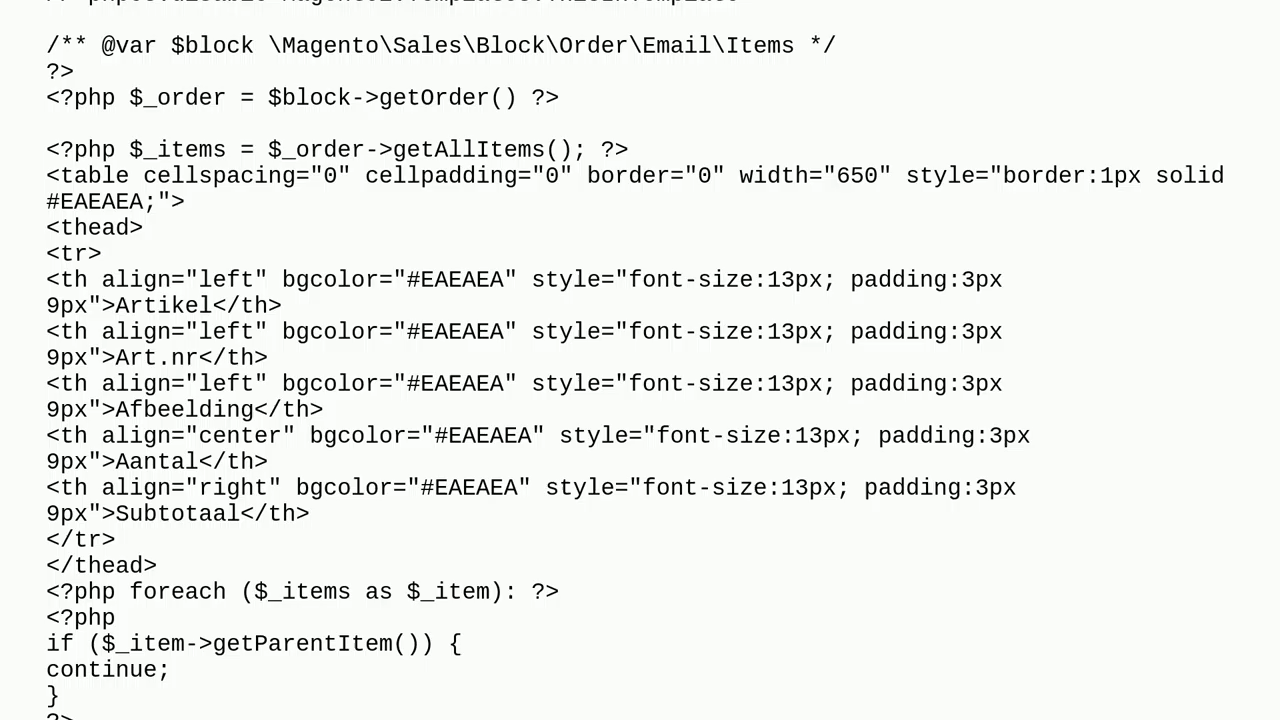 /** @var $block \Magento\Sales\Block\Order\Email\Items */
?>
<?php $_order = $block->getOrder() ?>
<?php $_items = $_order->getAllItems(); ?>
<table cellspacing="0" cellpadding="0" border="0" width="650" style="border:1px solid
#EAEAEA;">
<thead>
<tr>
<th align="left" bgcolor="#EAEAEA" style="font-size:13px; padding:3px
9px">Artikel</th>
<th align="left" bgcolor="#EAEAEA" style="font-size:13px; padding:3px
9px">Art.nr</th>
<th align="left" bgcolor="#EAEAEA" style="font-size:13px; padding:3px
9px">Afbeelding</th>
<th align="center" bgcolor="#EAEAEA" style="font-size:13px; padding:3px
9px">Aantal</th>
<th align="right" bgcolor="#EAEAEA" style="font-size:13px; padding:3px
9px">Subtotaal</th>
</tr>
</thead>
<?php foreach ($_items as $_item): ?>
<?php
if ($_item->getParentItem()) {
continue;
}
?>